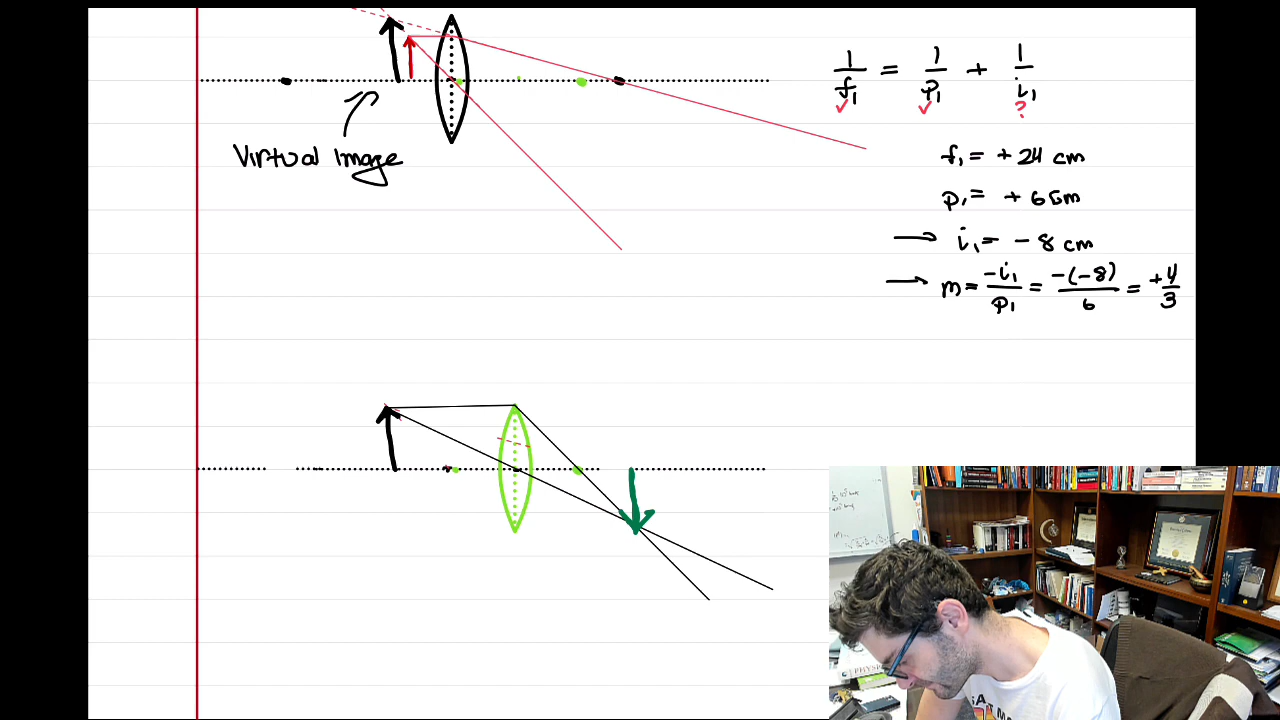 1/f₁ = 1/p₁ + 1/i₁
✓ ✓ ?
Virtual Image
f₁ = +24 cm
p₁ = + 6 cm
→ i₁ = - 8 cm
→ m = -i₁/p₁ = -(-8)/6 = +4/3